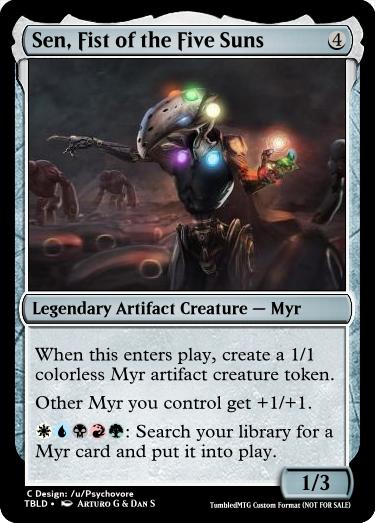 Sen, Fist of the Five Suns 4
Legendary Artifact Creature — Myr
When this enters play, create a 1/1
colorless Myr artifact creature token.
Other Myr you control get +1/+1.
: Search your library for a
Myr card and put it into play.
1/3
C Design: /u/Psychovore
TBLD • Arturo G & Dan S
TumbledMTG Custom Format (NOT FOR SALE)